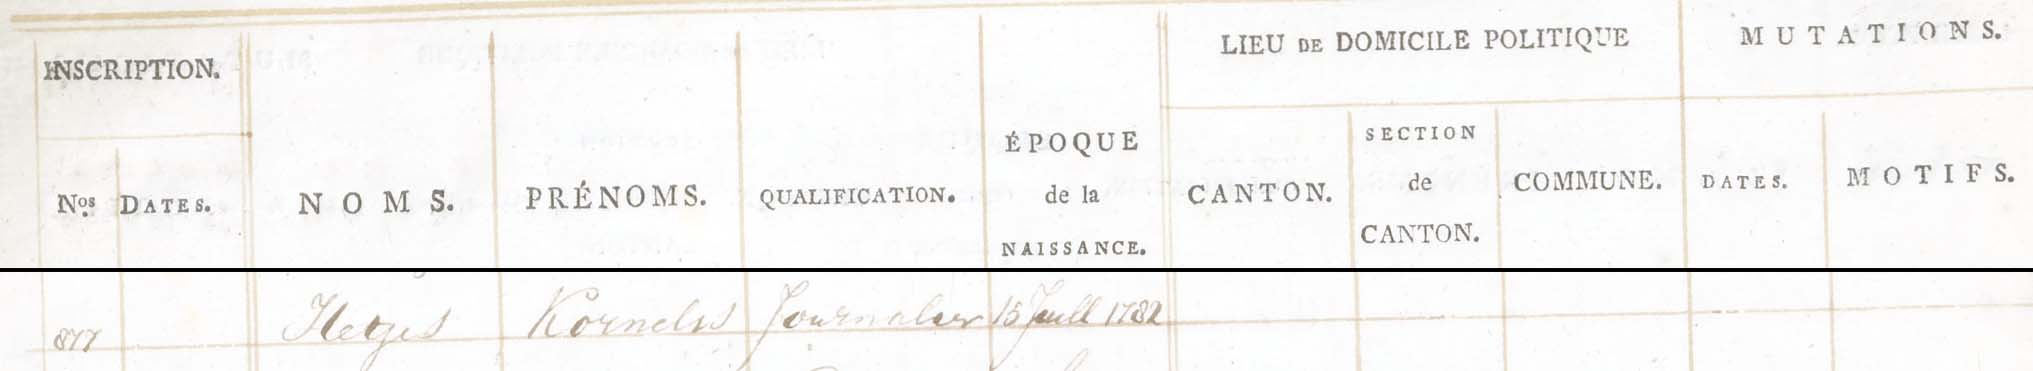 INSCRIPTION.
LIEU DE DOMICILE POLITIQUE
MUTATIONS.
Nos. DATES.
NOMS.
PRÉNOMS.
QUALIFICATION.
ÉPOQUE
de la
NAISSANCE.
CANTON.
SECTION
de
CANTON.
COMMUNE.
DATES.
MOTIFS.
877 Hetges Kornelis Journalier 15 Juill 1782